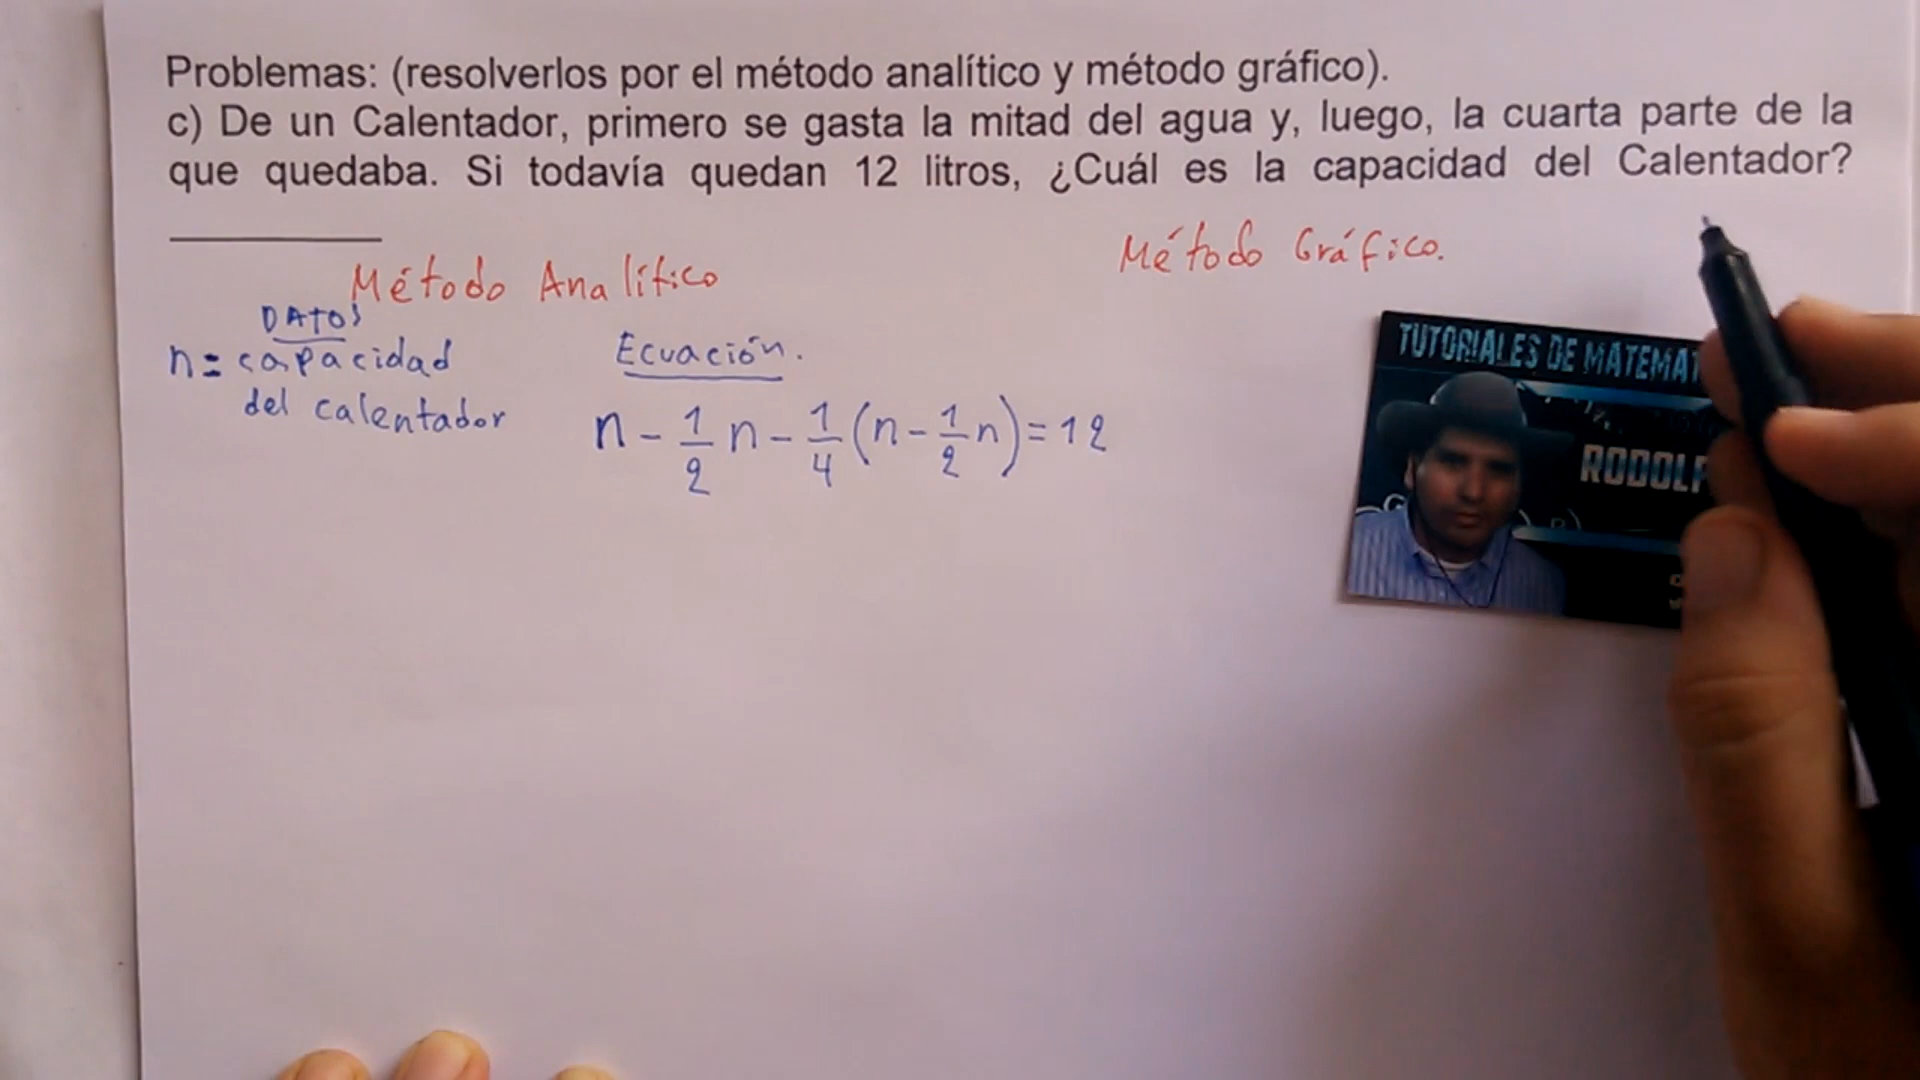 Problemas: (resolverlos por el método analítico y método gráfico).
c) De un Calentador, primero se gasta la mitad del agua y, luego, la cuarta parte de la
que quedaba. Si todavía quedan 12 litros, ¿Cuál es la capacidad del Calentador?
Método Analítico
Método Gráfico.
DATOS
n = capacidad
del calentador
Ecuación.
n - 1/2 n - 1/4 (n - 1/2 n) = 12
TUTORIALES DE